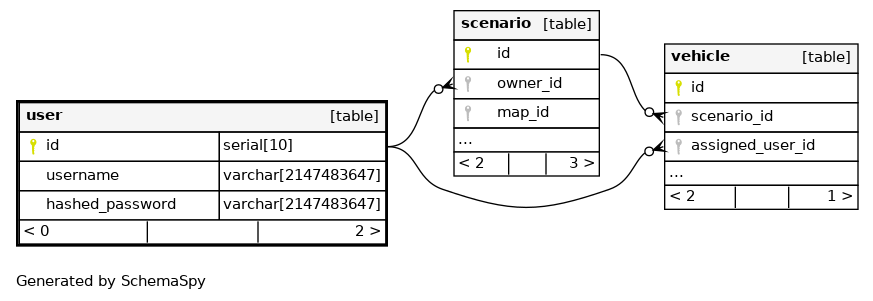 user [table]
id serial[10]
username varchar[2147483647]
hashed_password varchar[2147483647]
< 0 2 >
scenario [table]
id
owner_id
map_id
...
< 2 3 >
vehicle [table]
id
scenario_id
assigned_user_id
...
< 2 1 >
Generated by SchemaSpy